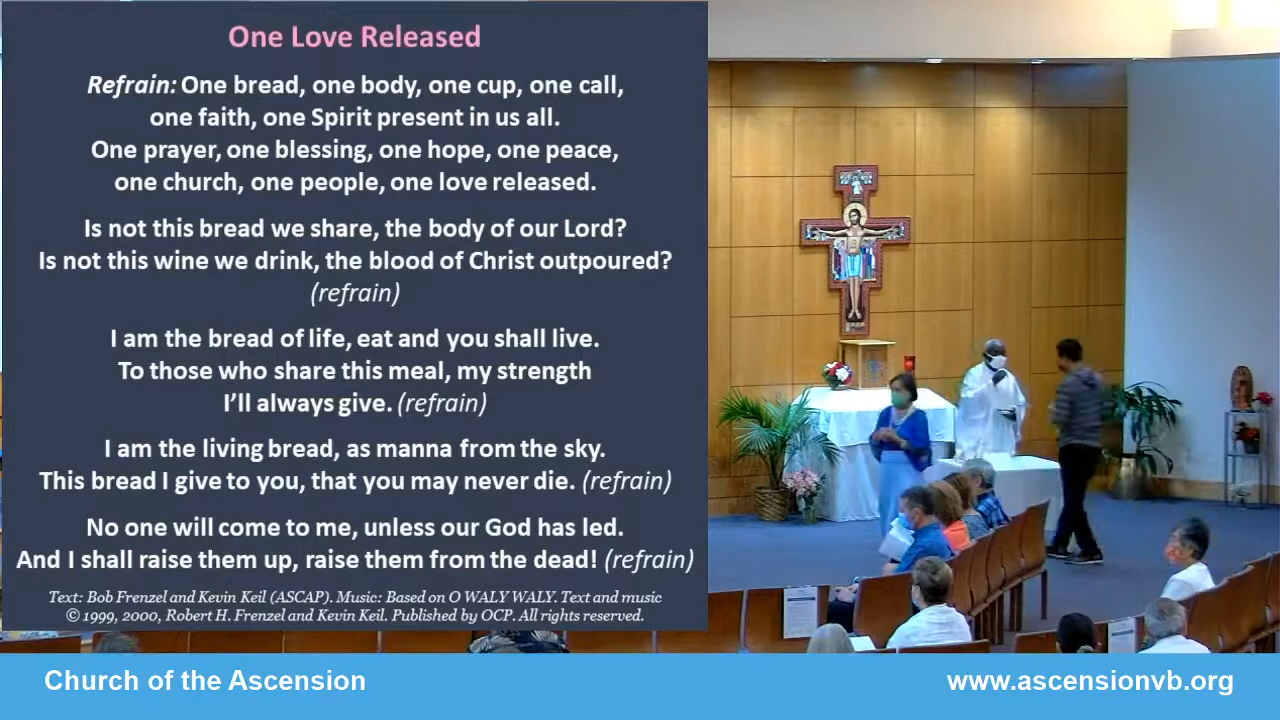 One Love Released
Refrain: One bread, one body, one cup, one call,
one faith, one Spirit present in us all.
One prayer, one blessing, one hope, one peace,
one church, one people, one love released.
Is not this bread we share, the body of our Lord?
Is not this wine we drink, the blood of Christ outpoured?
(refrain)
I am the bread of life, eat and you shall live.
To those who share this meal, my strength
I’ll always give. (refrain)
I am the living bread, as manna from the sky.
This bread I give to you, that you may never die. (refrain)
No one will come to me, unless our God has led.
And I shall raise them up, raise them from the dead! (refrain)
Text: Bob Frenzel and Kevin Keil (ASCAP). Music: Based on O WALY WALY. Text and music
© 1999, 2000, Robert H. Frenzel and Kevin Keil. Published by OCP. All rights reserved.
Church of the Ascension
www.ascensionvb.org